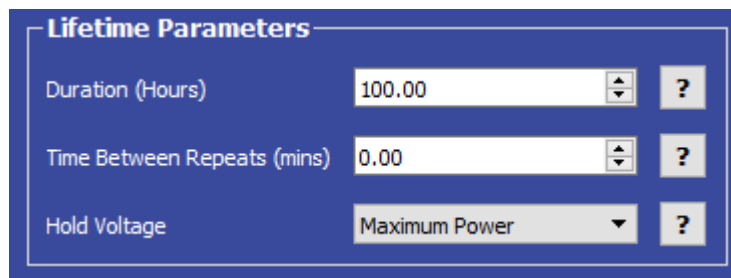 Lifetime Parameters
Duration (Hours) 100.00 ?
Time Between Repeats (mins) 0.00 ?
Hold Voltage Maximum Power ?